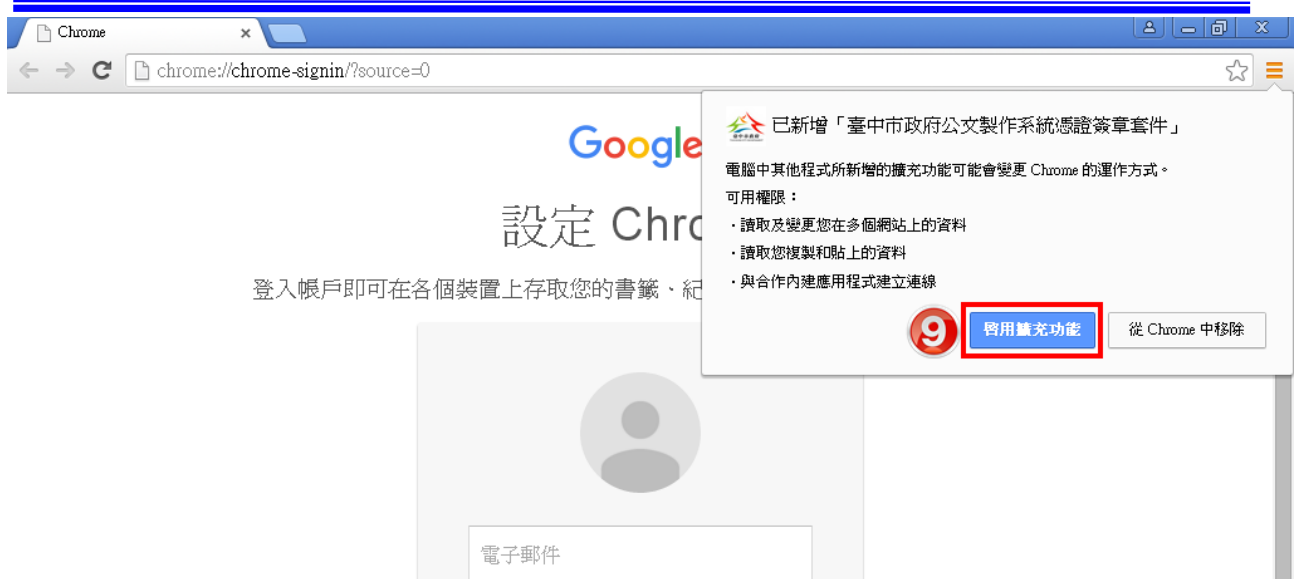 Chrome
chrome://chrome-signin/?source=0
Google
設定 Chrc
登入帳戶即可在各個裝置上存取您的書籤、紀
電子郵件
已新增「臺中市政府公文製作系統憑證簽章套件」
電腦中其他程式所新增的擴充功能可能會變更 Chrome 的運作方式。
可用權限：
・讀取及變更您在多個網站上的資料
・讀取您複製和貼上的資料
・與合作內建應用程式建立連線
9
啓用擴充功能
從 Chrome 中移除